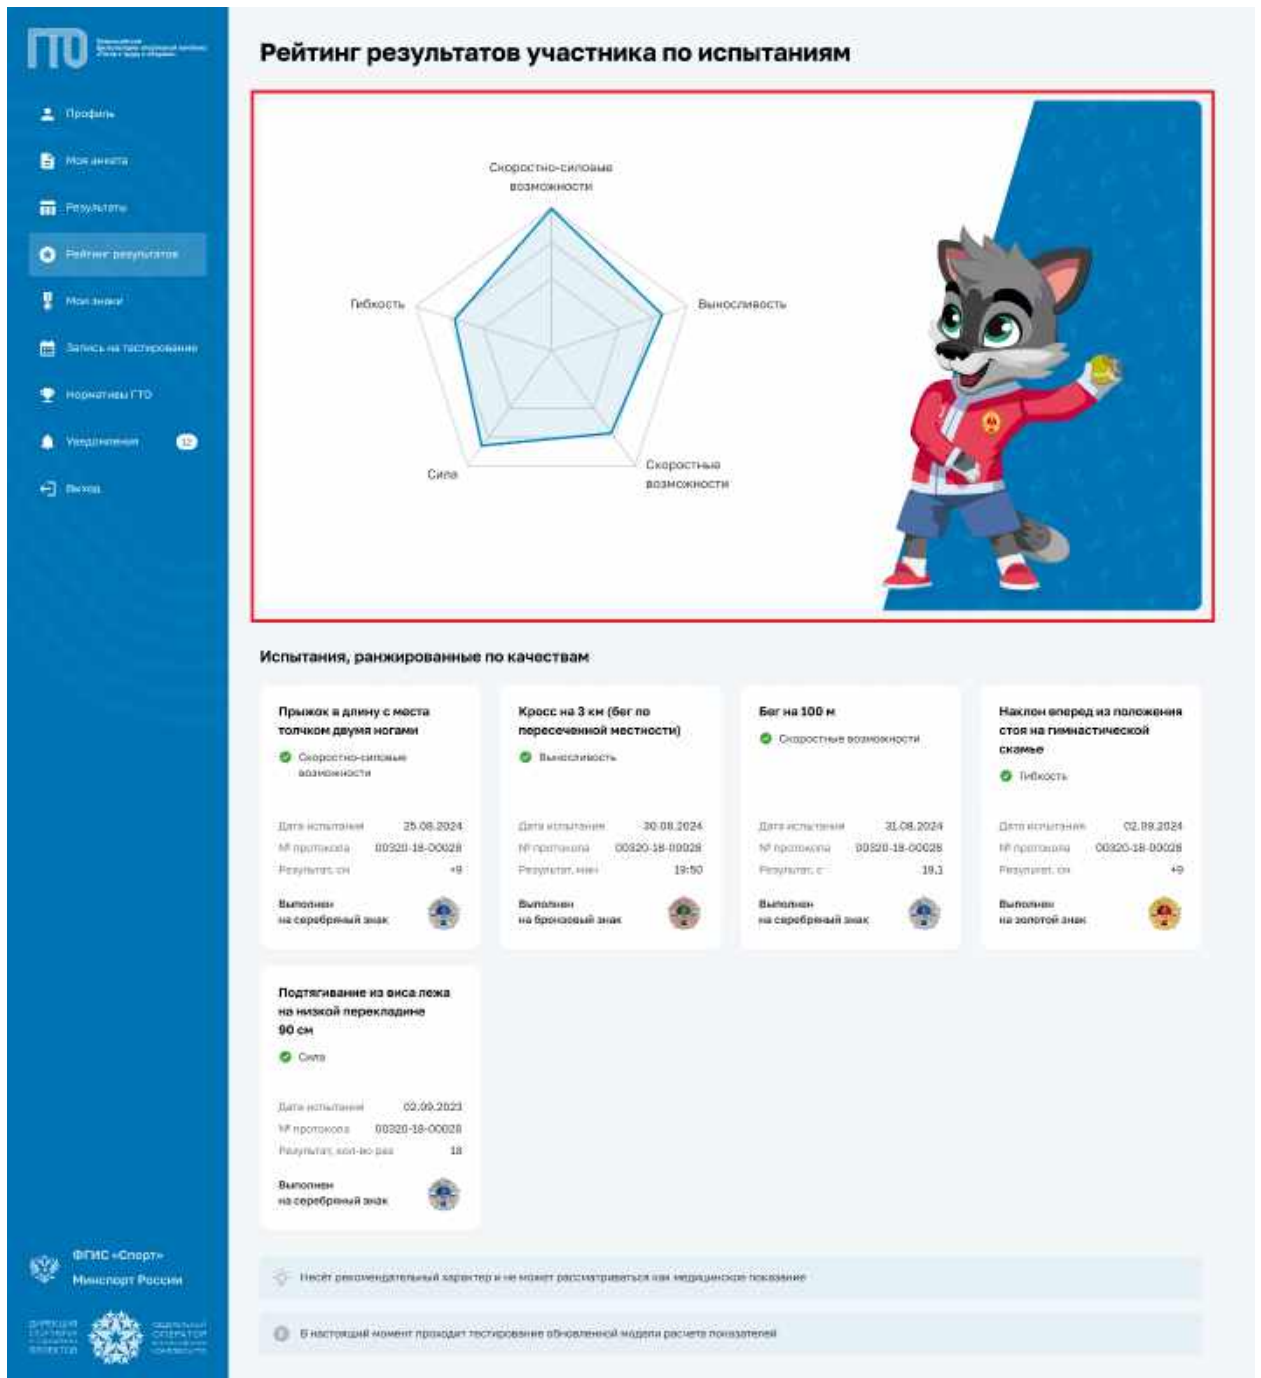 ГТО
Рейтинг результатов участника по испытаниям
Профиль
Моя анкета
Результаты
Рейтинг результатов
Мои знаки
Запись на тестирование
Нормативы ГТО
Уведомления 12
Выход
Скоростно-силовые
возможности
Гибкость
Выносливость
Сила
Скоростные
возможности
Испытания, ранжированные по качествам
Прыжок в длину с места
толчком двумя ногами
Скоростно-силовые
возможности
Дата испытания 25.08.2024
№ протокола 00320-18-00028
Результат, см +9
Выполнен
на серебряный знак
Кросс на 3 км (бег по
пересеченной местности)
Выносливость
Дата испытания 30.08.2024
№ протокола 00320-18-00028
Результат, мин 19:50
Выполнен
на бронзовый знак
Бег на 100 м
Скоростные возможности
Дата испытания 31.08.2024
№ протокола 00320-18-00028
Результат, с 19.1
Выполнен
на серебряный знак
Наклон вперед из положения
стоя на гимнастической
скамье
Гибкость
Дата испытания 02.09.2024
№ протокола 00320-18-00028
Результат, см +9
Выполнен
на золотой знак
Подтягивание из виса лежа
на низкой перекладине
90 см
Сила
Дата испытания 02.09.2023
№ протокола 00320-18-00028
Результат, кол-во раз 18
Выполнен
на серебряный знак
ФГИС «Спорт»
Минспорт России
Несёт рекомендательный характер и не может рассматриваться как медицинское показание
В настоящий момент проходит тестирование обновленной модели расчета показателей